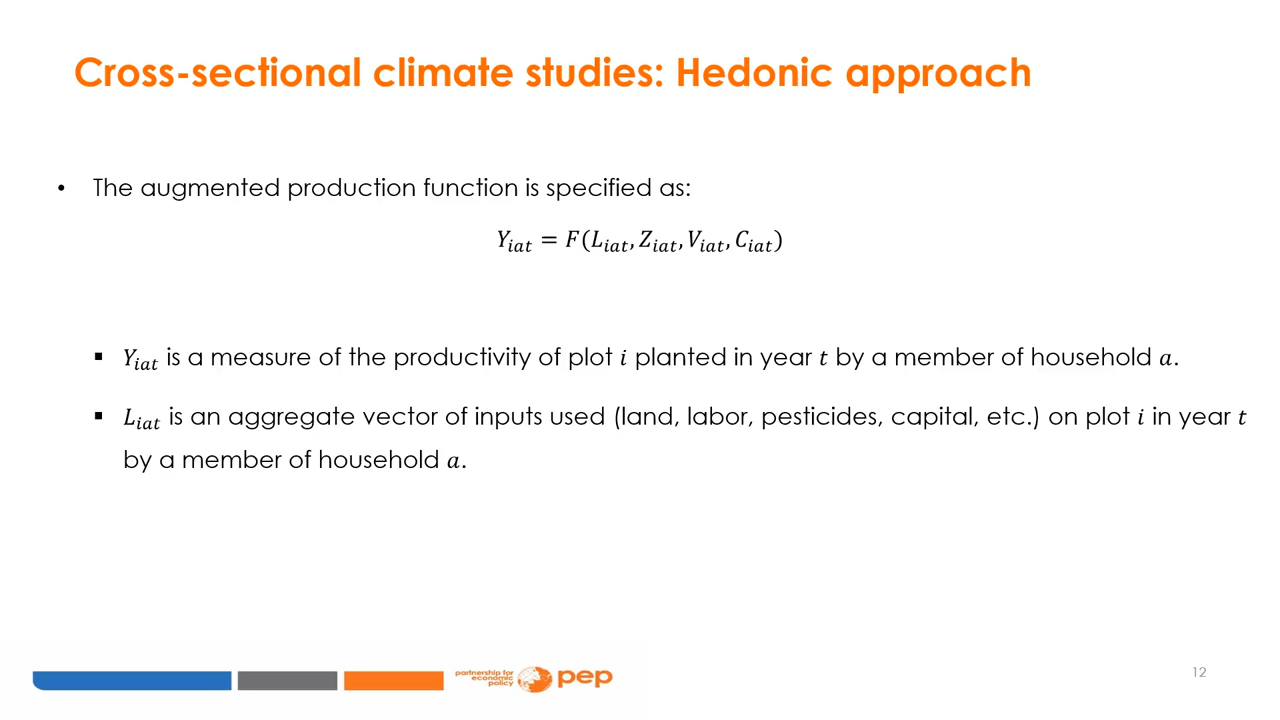 Cross-sectional climate studies: Hedonic approach
• The augmented production function is specified as:
𝑌𝑖𝑎𝑡 = 𝐹(𝐿𝑖𝑎𝑡, 𝑍𝑖𝑎𝑡, 𝑉𝑖𝑎𝑡, 𝐶𝑖𝑎𝑡)
▪ 𝑌𝑖𝑎𝑡 is a measure of the productivity of plot 𝑖 planted in year 𝑡 by a member of household 𝑎.
▪ 𝐿𝑖𝑎𝑡 is an aggregate vector of inputs used (land, labor, pesticides, capital, etc.) on plot 𝑖 in year 𝑡
by a member of household 𝑎.
partnership for
economic
policy
pep
12